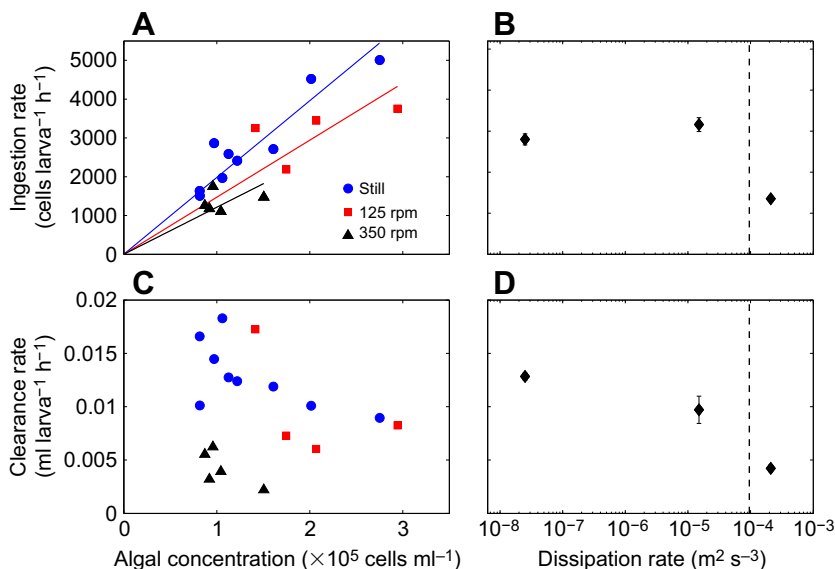 A
B
Ingestion rate
(cells larva⁻¹ h⁻¹)
5000
4000
3000
2000
1000
0
Still
125 rpm
350 rpm
C
D
Clearance rate
(ml larva⁻¹ h⁻¹)
0.02
0.015
0.01
0.005
0
0 1 2 3
10⁻⁸ 10⁻⁷ 10⁻⁶ 10⁻⁵ 10⁻⁴ 10⁻³
Algal concentration (×10⁵ cells ml⁻¹)
Dissipation rate (m² s⁻³)